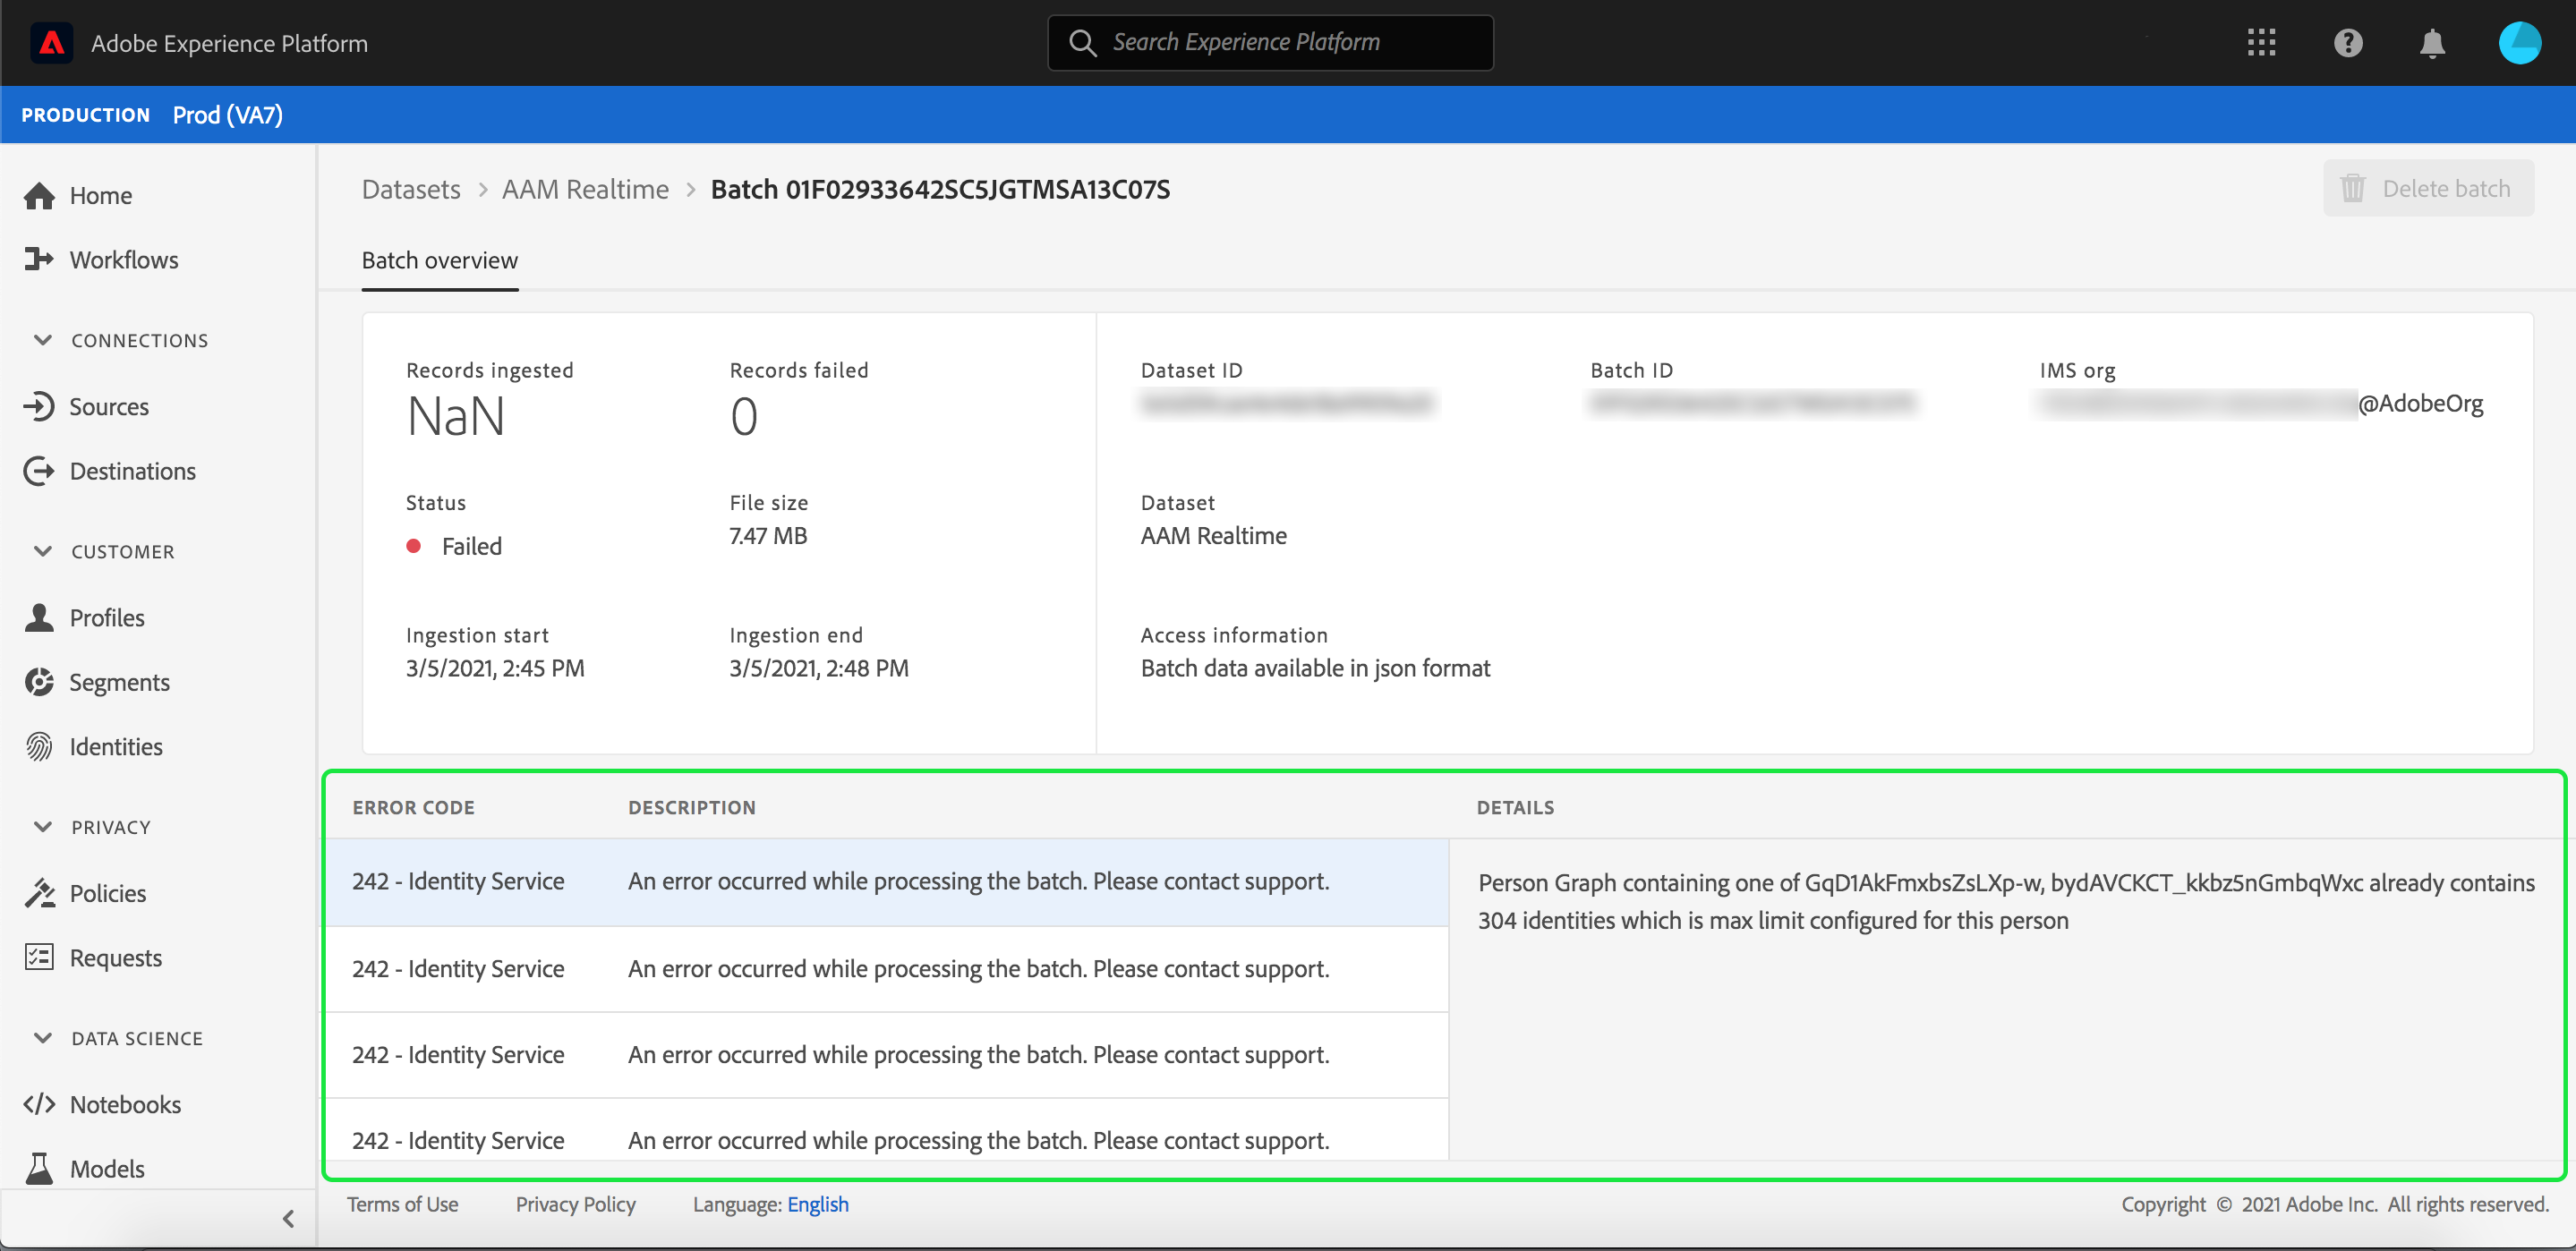 Adobe Experience Platform
Search Experience Platform
PRODUCTION Prod (VA7)
Home
Workflows
CONNECTIONS
Sources
Destinations
CUSTOMER
Profiles
Segments
Identities
PRIVACY
Policies
Requests
DATA SCIENCE
Notebooks
Models
Datasets > AAM Realtime > Batch 01F02933642SC5JGTMSA13C07S
Delete batch
Batch overview
Records ingested
NaN
Records failed
0
Status
Failed
File size
7.47 MB
Ingestion start
3/5/2021, 2:45 PM
Ingestion end
3/5/2021, 2:48 PM
Dataset ID
Batch ID
IMS org
@AdobeOrg
Dataset
AAM Realtime
Access information
Batch data available in json format
ERROR CODE DESCRIPTION DETAILS
242 - Identity Service An error occurred while processing the batch. Please contact support.
242 - Identity Service An error occurred while processing the batch. Please contact support.
242 - Identity Service An error occurred while processing the batch. Please contact support.
242 - Identity Service An error occurred while processing the batch. Please contact support.
Person Graph containing one of GqD1AkFmxbsZsLXp-w, bydAVCKCT_kkbz5nGmbqWxc already contains
304 identities which is max limit configured for this person
Terms of Use Privacy Policy Language: English
Copyright © 2021 Adobe Inc. All rights reserved.